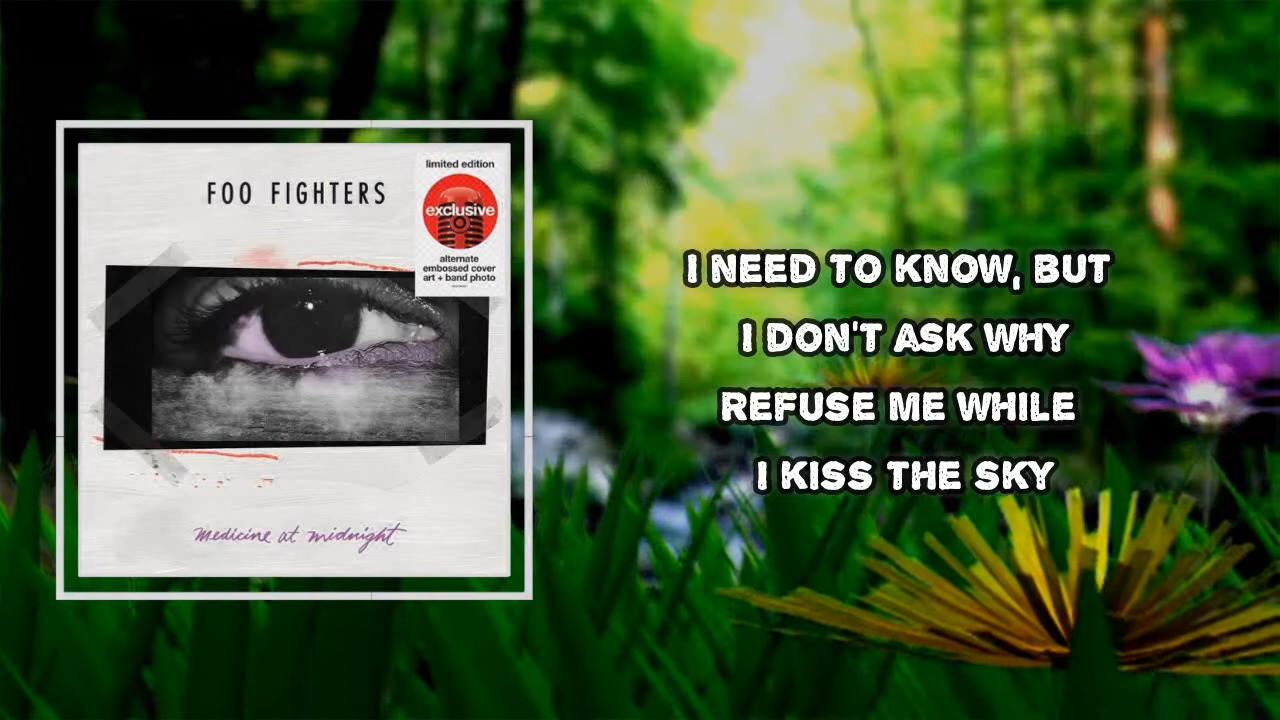 FOO FIGHTERS
limited edition
exclusive
alternate
embossed cover
art + band photo
medicine at midnight
I NEED TO KNOW, BUT
I DON'T ASK WHY
REFUSE ME WHILE
I KISS THE SKY